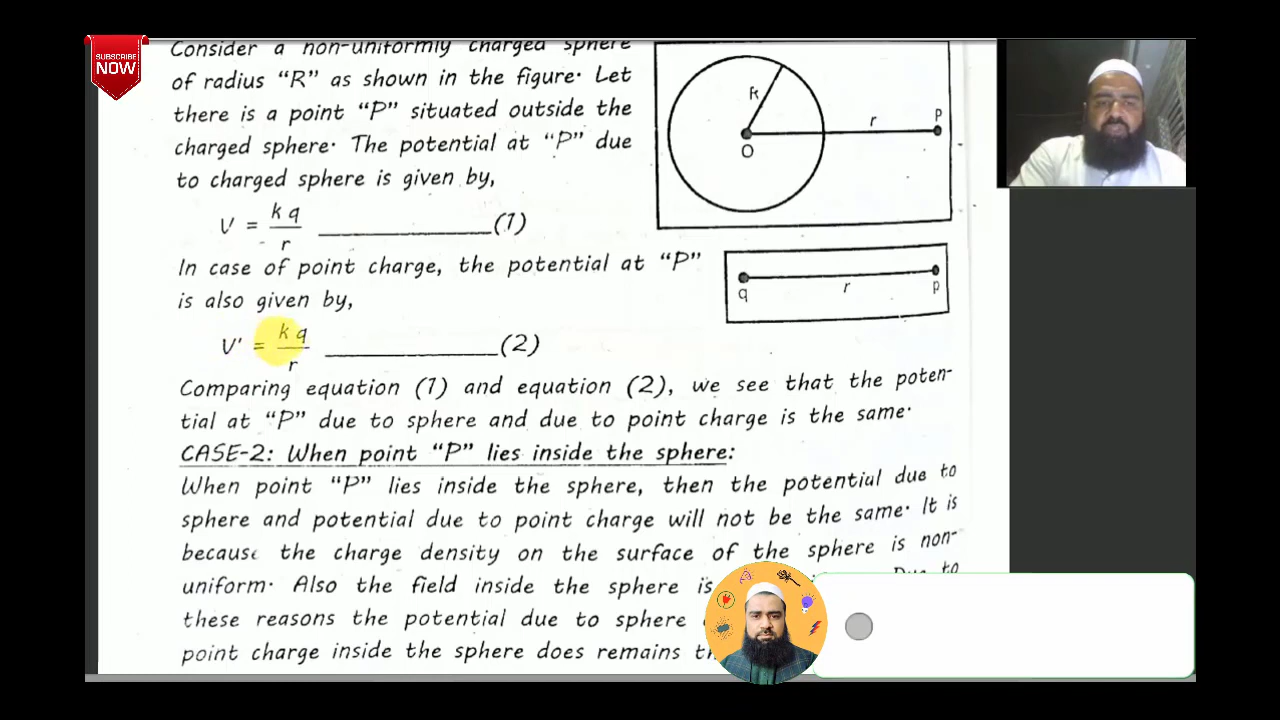 SUBSCRIBE
NOW
Consider a non-uniformly charged sphere
of radius "R" as shown in the figure. Let
there is a point "P" situated outside the
charged sphere. The potential at "P" due
to charged sphere is given by,
V = kq/r ____________(1)
In case of point charge, the potential at "P"
is also given by,
V' = kq/r ____________(2)
Comparing equation (1) and equation (2), we see that the poten-
tial at "P" due to sphere and due to point charge is the same.
CASE-2: When point "P" lies inside the sphere:
When point "P" lies inside the sphere, then the potential due to
sphere and potential due to point charge will not be the same. It is
because the charge density on the surface of the sphere is non-
uniform. Also the field inside the sphere is Due to
these reasons the potential due to sphere
point charge inside the sphere does remains
R
O
r
P
q
r
P